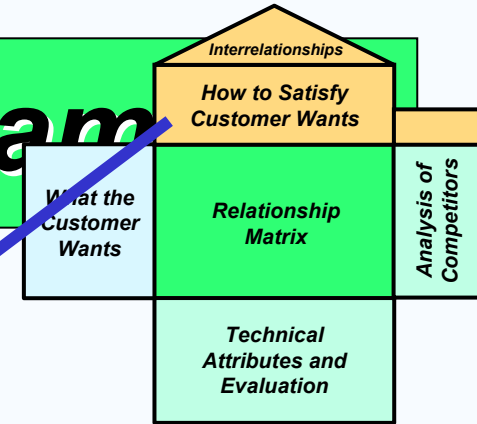 Interrelationships
How to Satisfy
Customer Wants
am
What the
Customer
Wants
Relationship
Matrix
Analysis of
Competitors
Technical
Attributes and
Evaluation